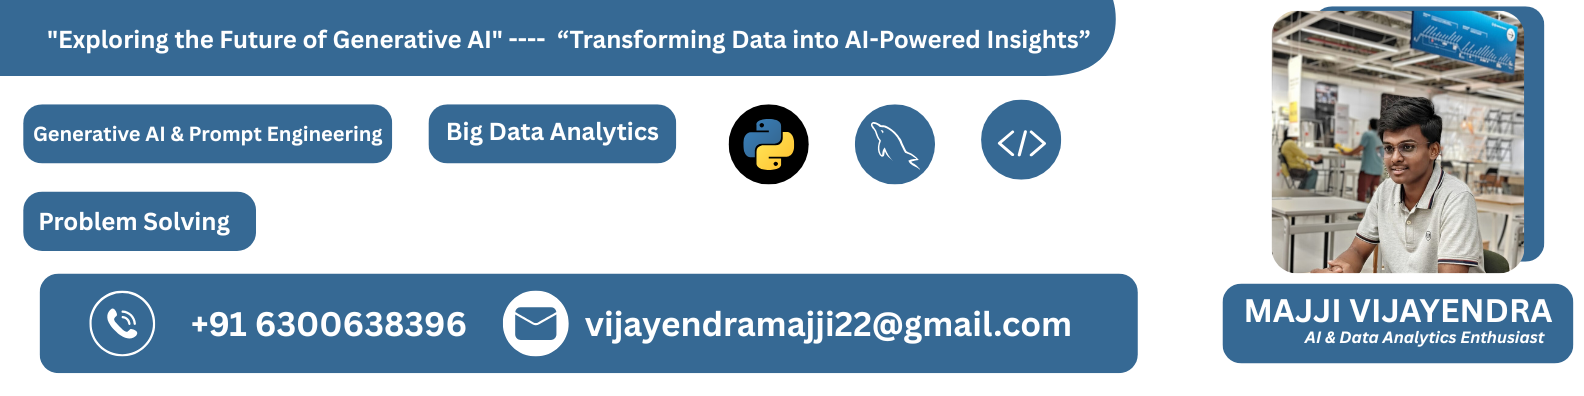 "Exploring the Future of Generative AI" ---- “Transforming Data into AI-Powered Insights”
Generative AI & Prompt Engineering
Big Data Analytics
</>
Problem Solving
+91 6300638396
vijayendramajji22@gmail.com
MAJJI VIJAYENDRA
AI & Data Analytics Enthusiast